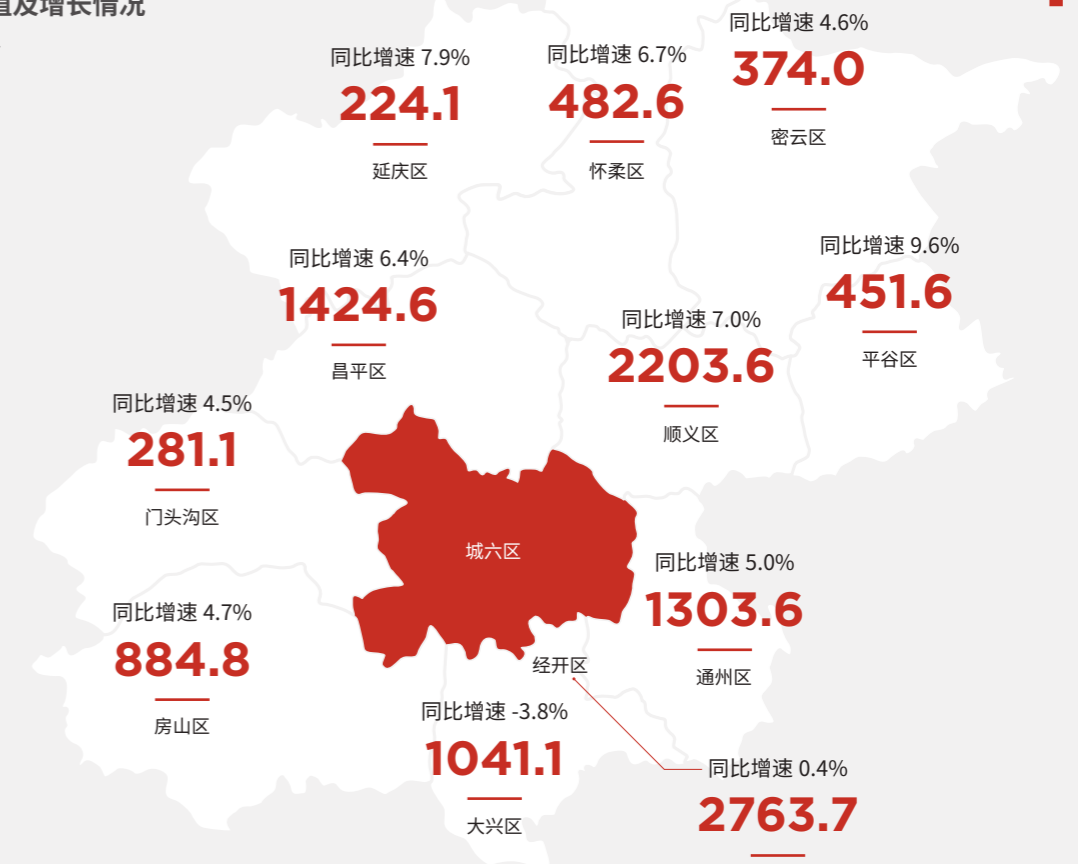 值及增长情况
同比增速 4.6%
374.0
密云区
同比增速 7.9%
224.1
延庆区
同比增速 6.7%
482.6
怀柔区
同比增速 6.4%
1424.6
昌平区
同比增速 9.6%
451.6
平谷区
同比增速 7.0%
2203.6
顺义区
同比增速 4.5%
281.1
门头沟区
城六区
同比增速 5.0%
1303.6
通州区
同比增速 4.7%
884.8
房山区
经开区
同比增速 -3.8%
1041.1
大兴区
同比增速 0.4%
2763.7